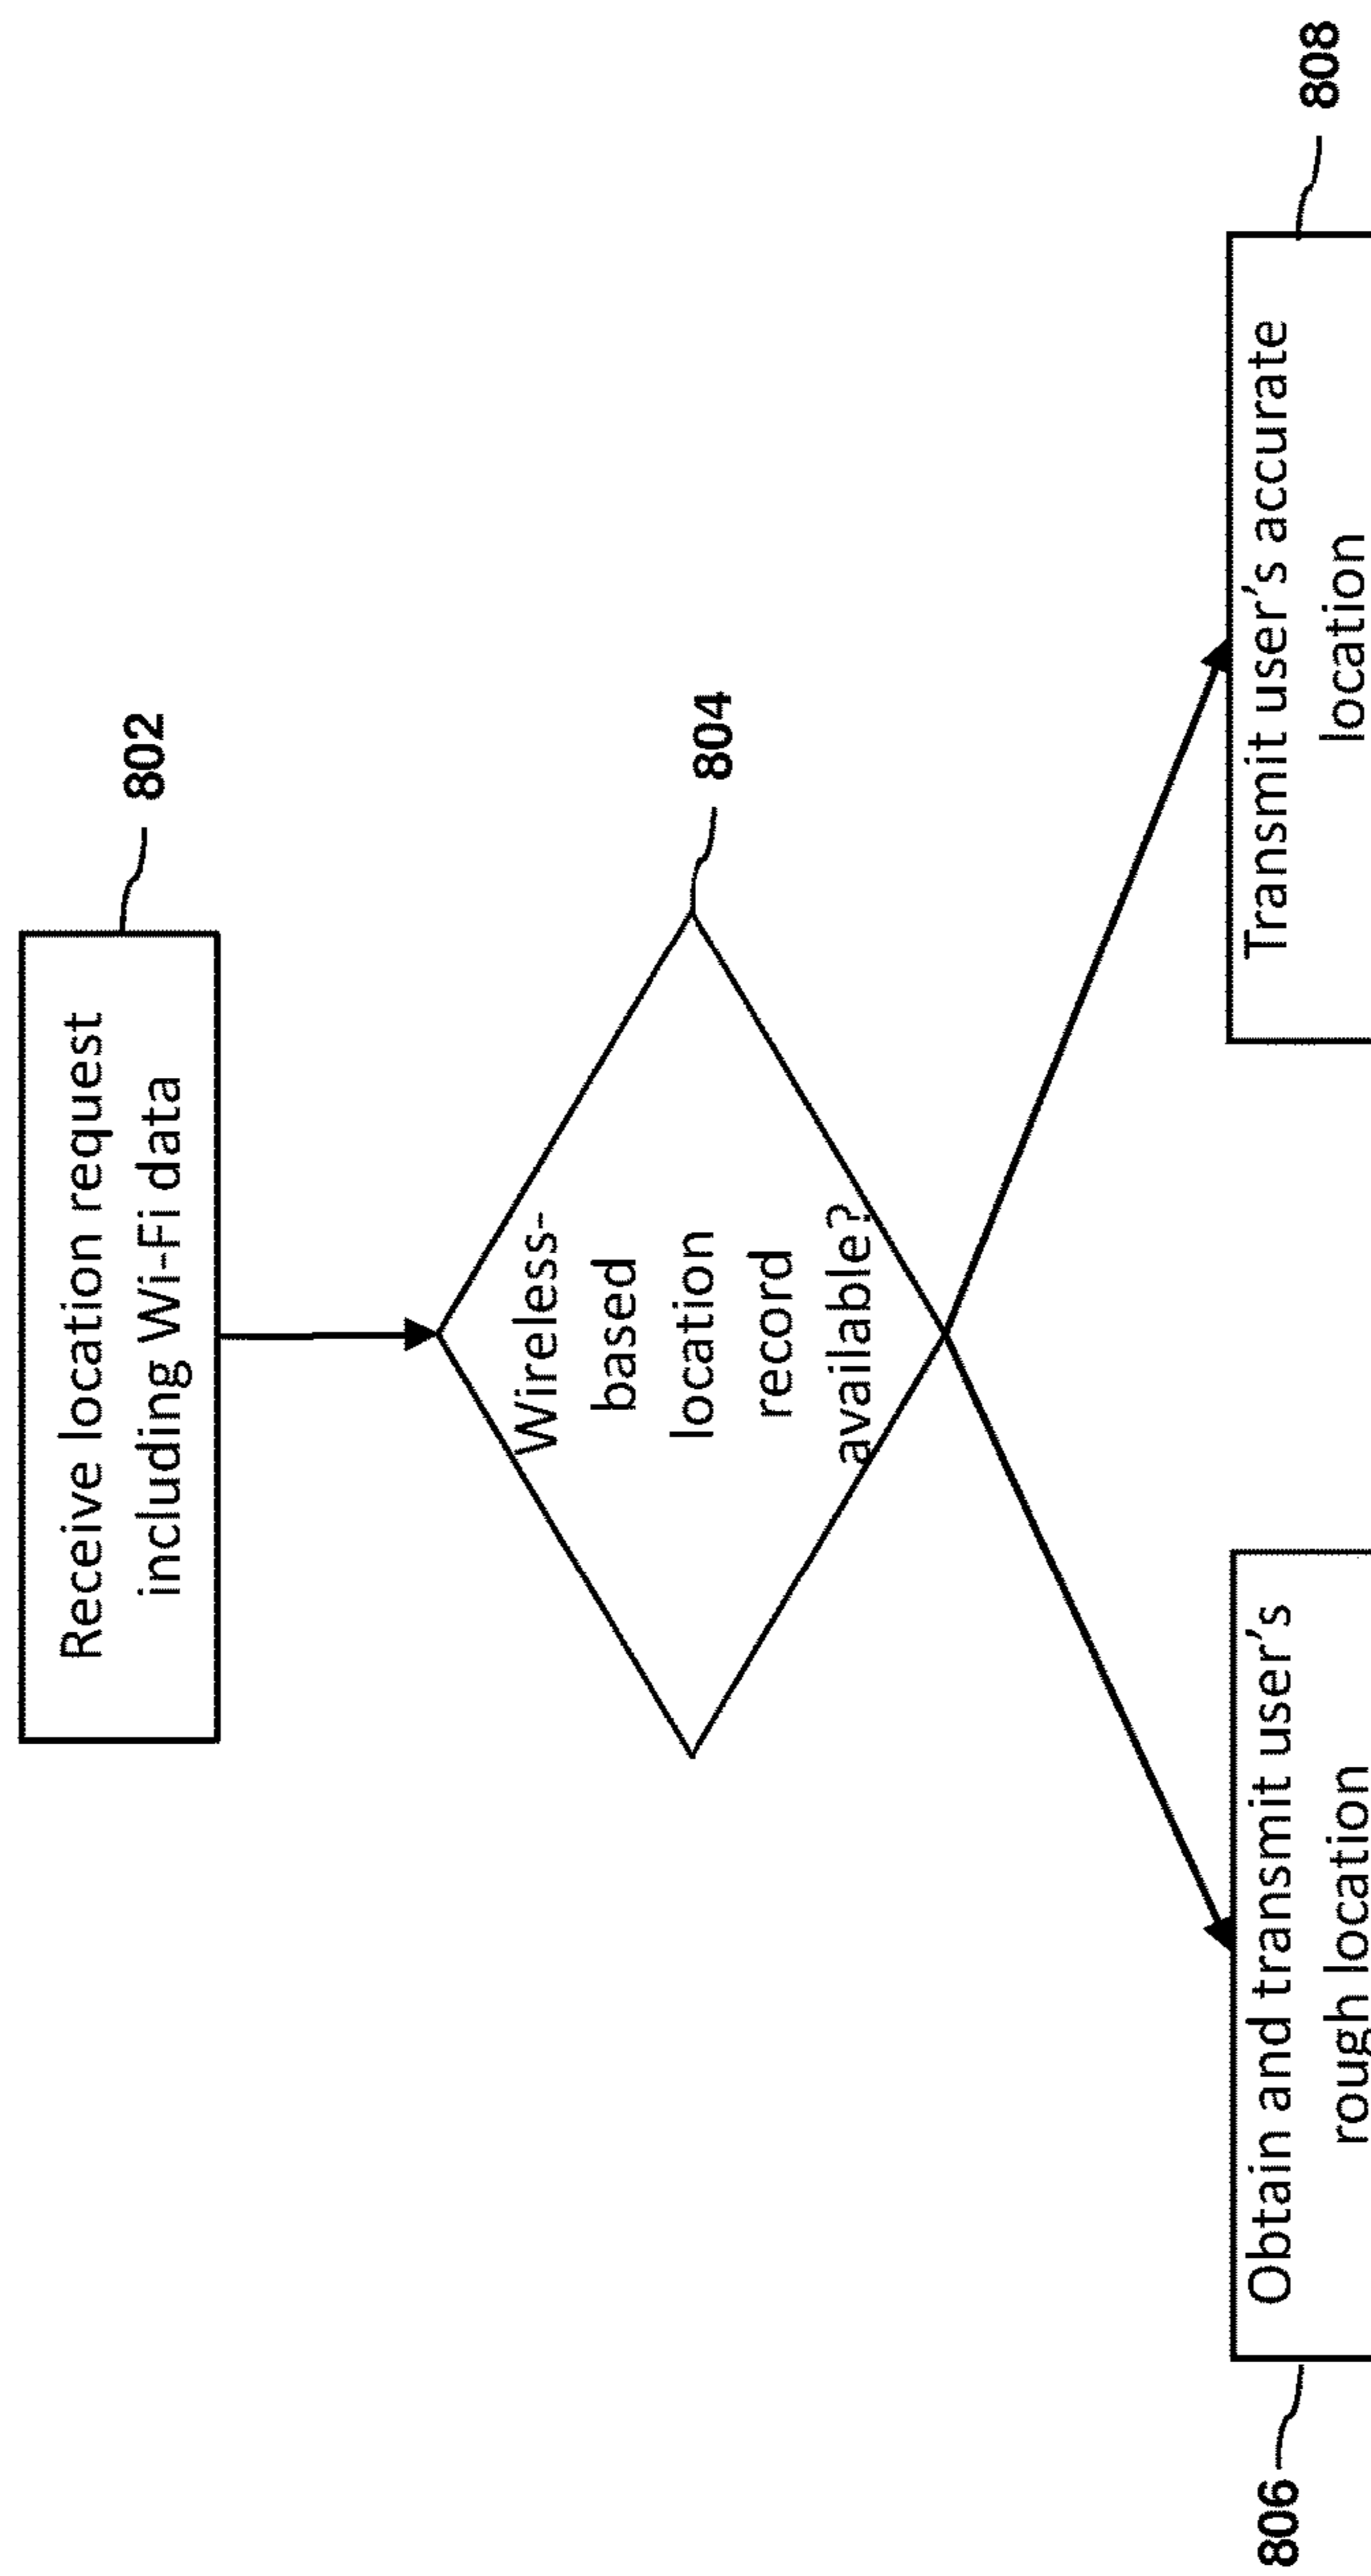 Receive location request
including Wi-Fi data
802
Wireless-
based
location
record
available?
804
Obtain and transmit user's
rough location
806
Transmit user's accurate
location
808